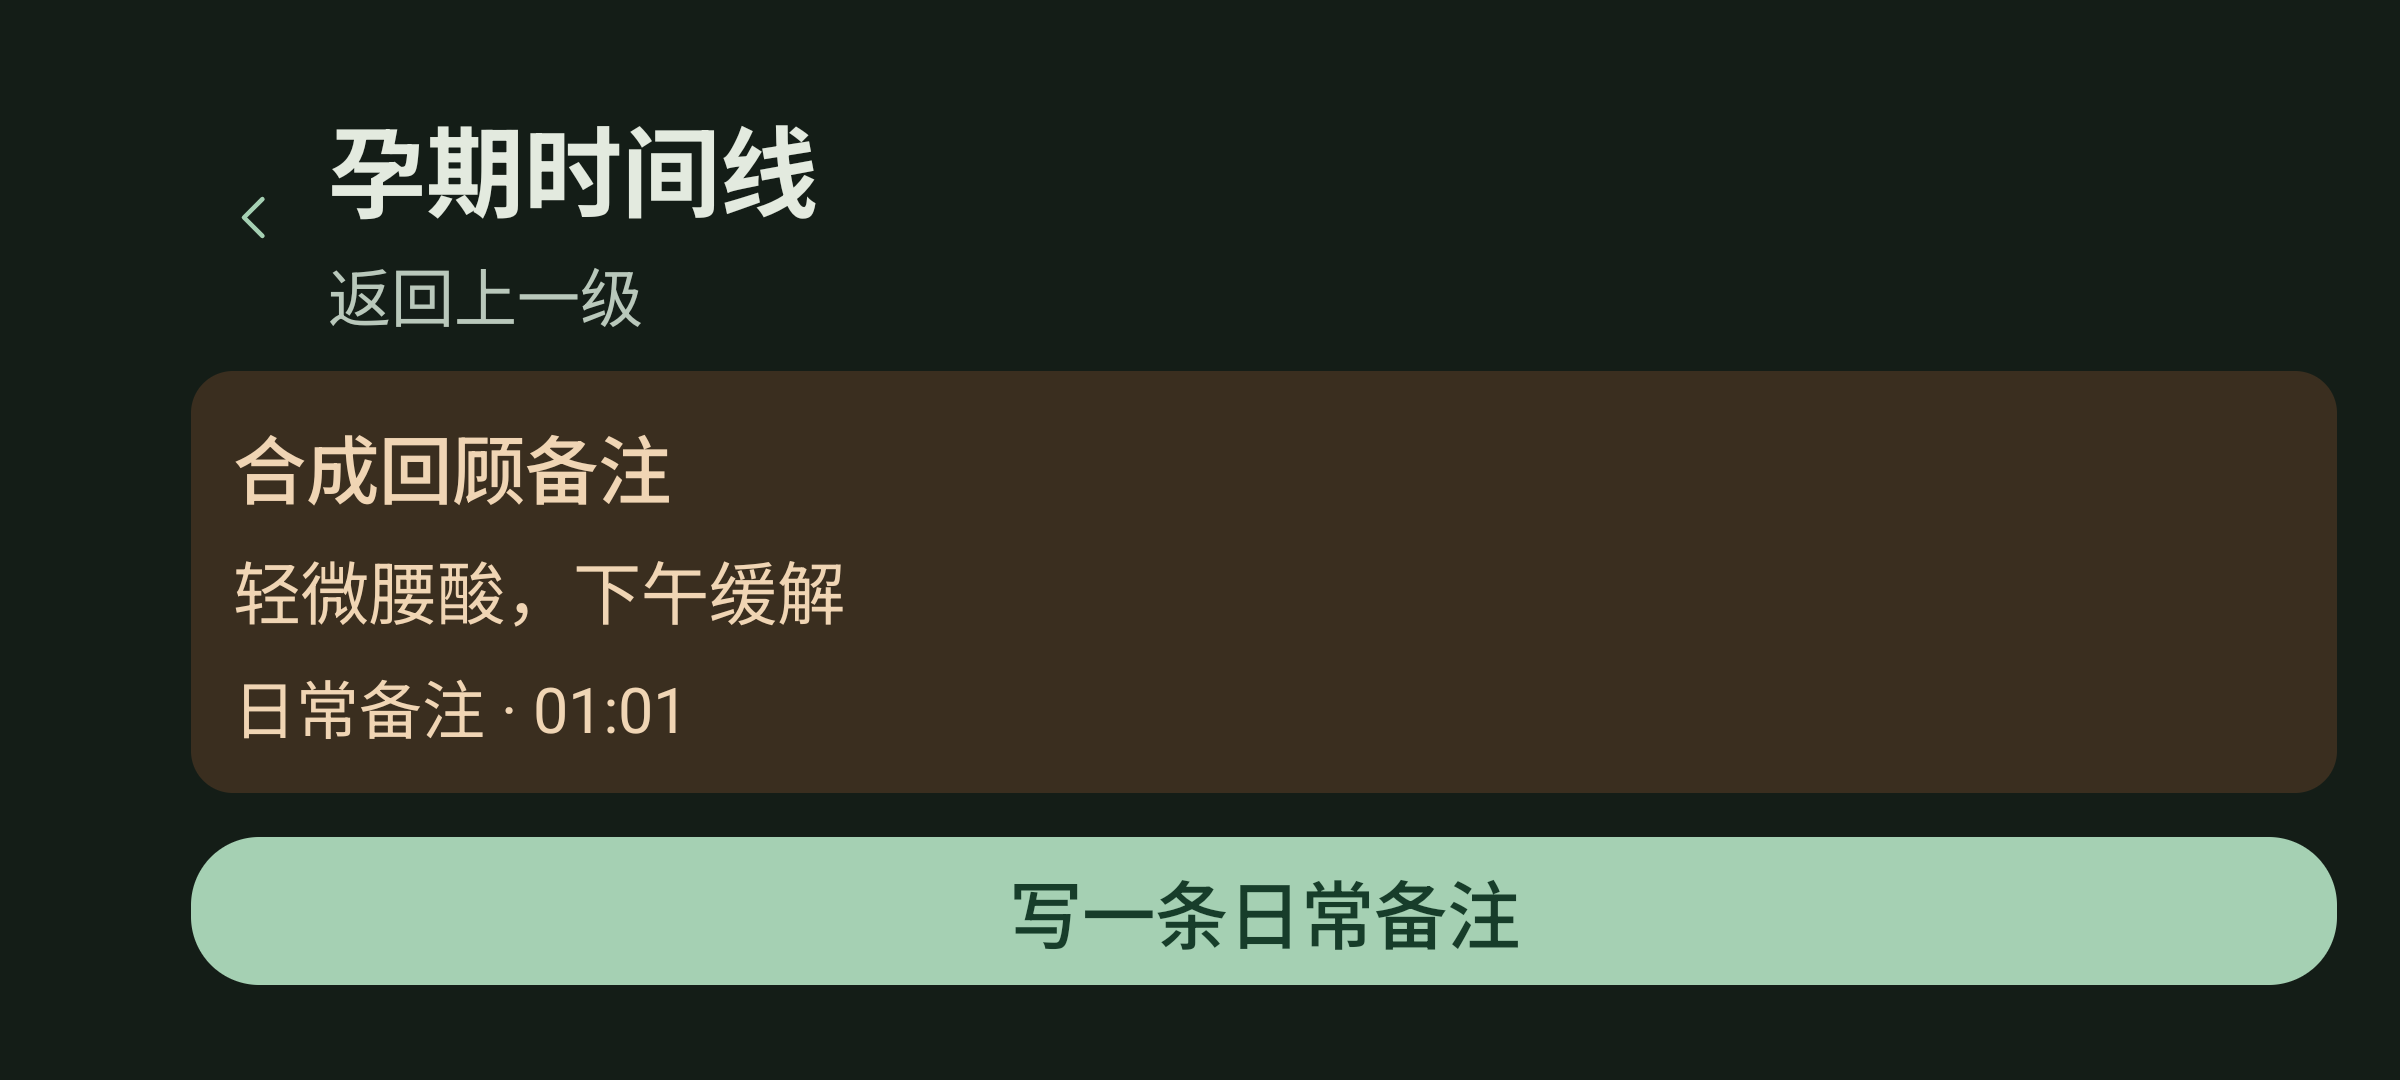 孕期时间线
返回上一级
合成回顾备注
轻微腰酸，下午缓解
日常备注 · 01:01
写一条日常备注